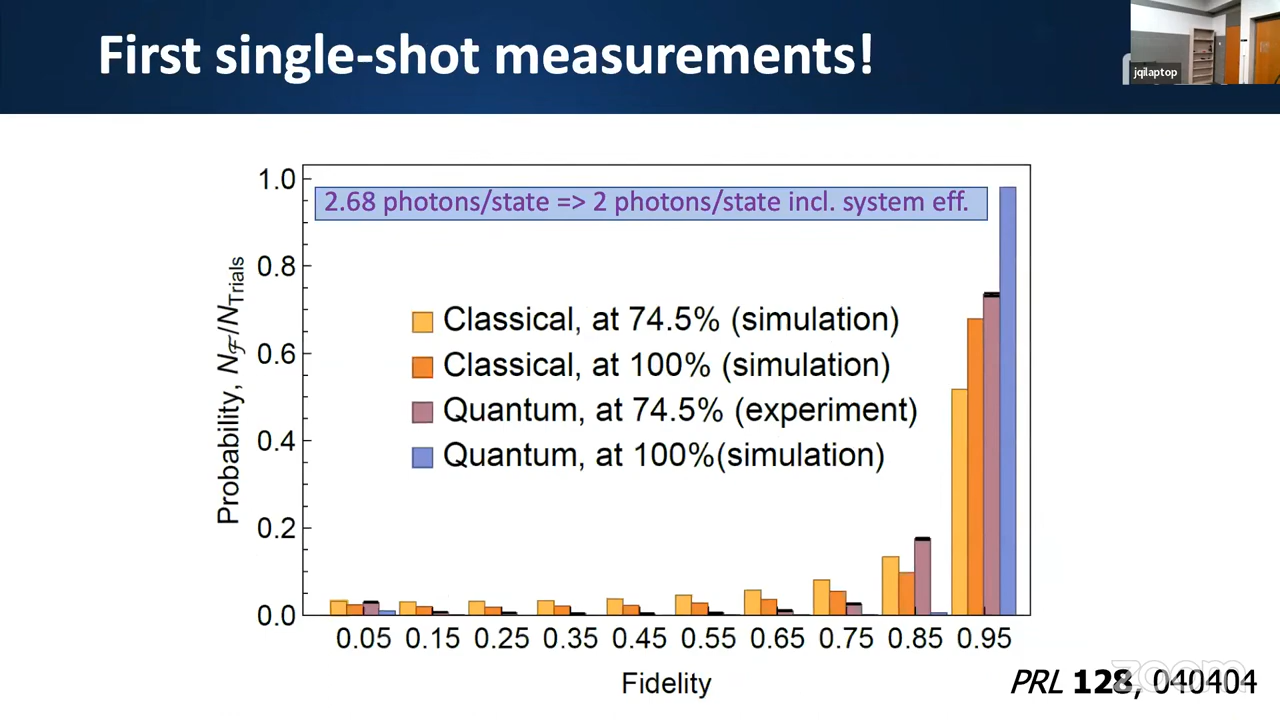 First single-shot measurements!
jqilaptop
2.68 photons/state => 2 photons/state incl. system eff.
Probability, Nℱ/NTrials
1.0
0.8
0.6
0.4
0.2
0.0
Classical, at 74.5% (simulation)
Classical, at 100% (simulation)
Quantum, at 74.5% (experiment)
Quantum, at 100%(simulation)
0.05 0.15 0.25 0.35 0.45 0.55 0.65 0.75 0.85 0.95
Fidelity
PRL 128, 040404
zoom